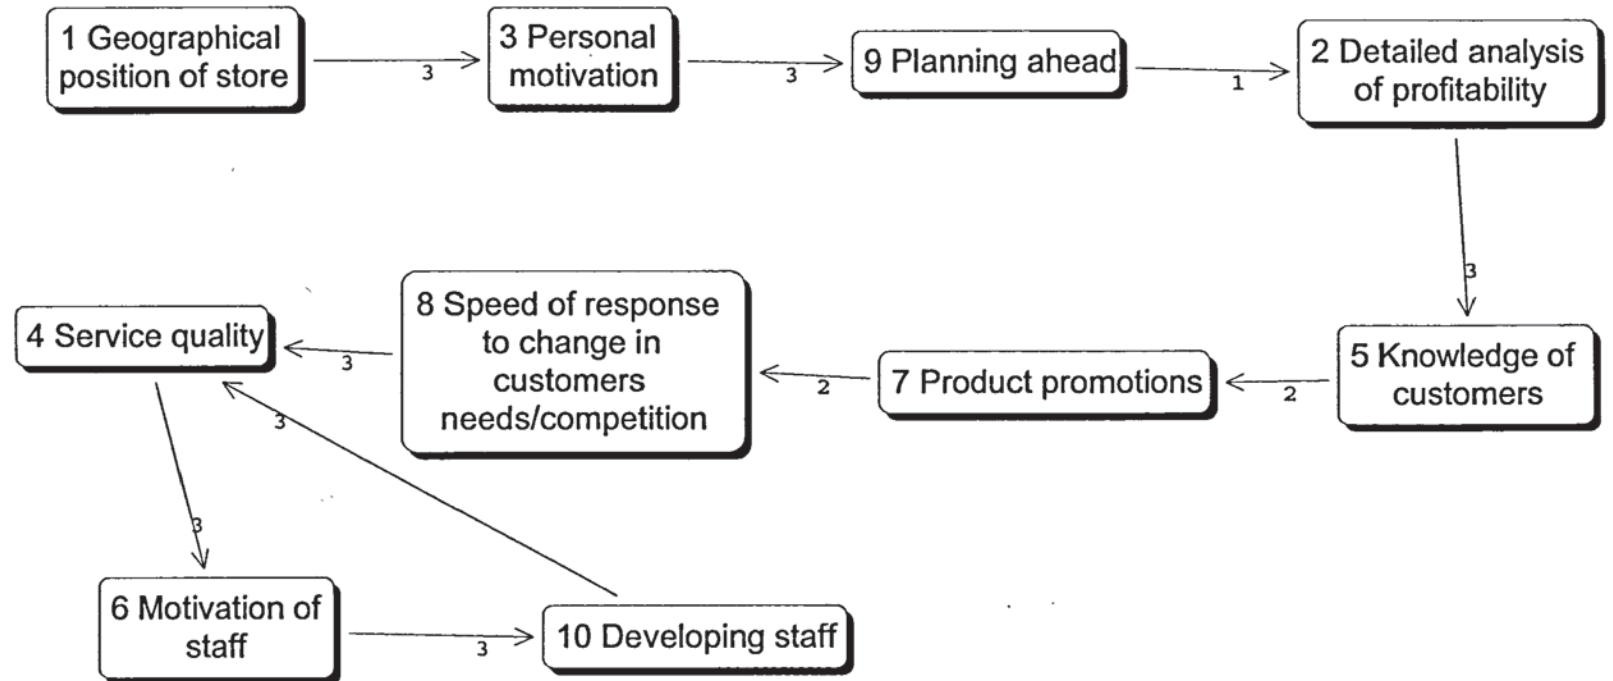 1 Geographical
position of store
3
3 Personal
motivation
3
9 Planning ahead
1
2 Detailed analysis
of profitability
3
5 Knowledge of
customers
2
7 Product promotions
2
8 Speed of response
to change in
customers
needs/competition
3
4 Service quality
3
3
6 Motivation of
staff
3
10 Developing staff